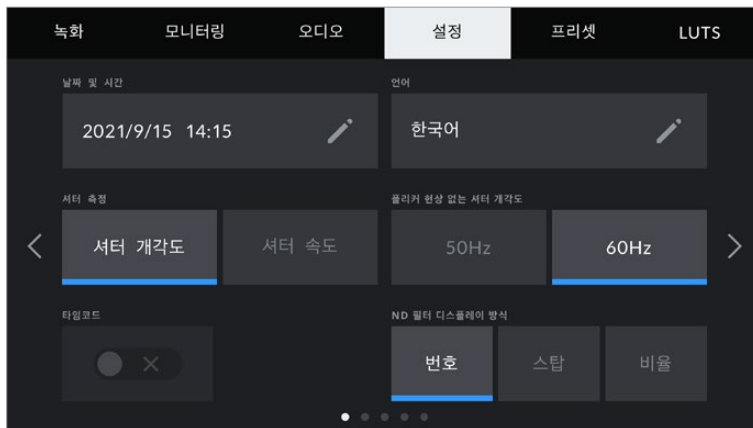 녹화 모니터링 오디오 설정 프리셋 LUTS
날짜 및 시간 언어
2021/9/15 14:15 한국어
셔터 측정 플리커 현상 없는 셔터 개각도
셔터 개각도 셔터 속도 50Hz 60Hz
타임코드 ND 필터 디스플레이 방식
번호 스탑 비율